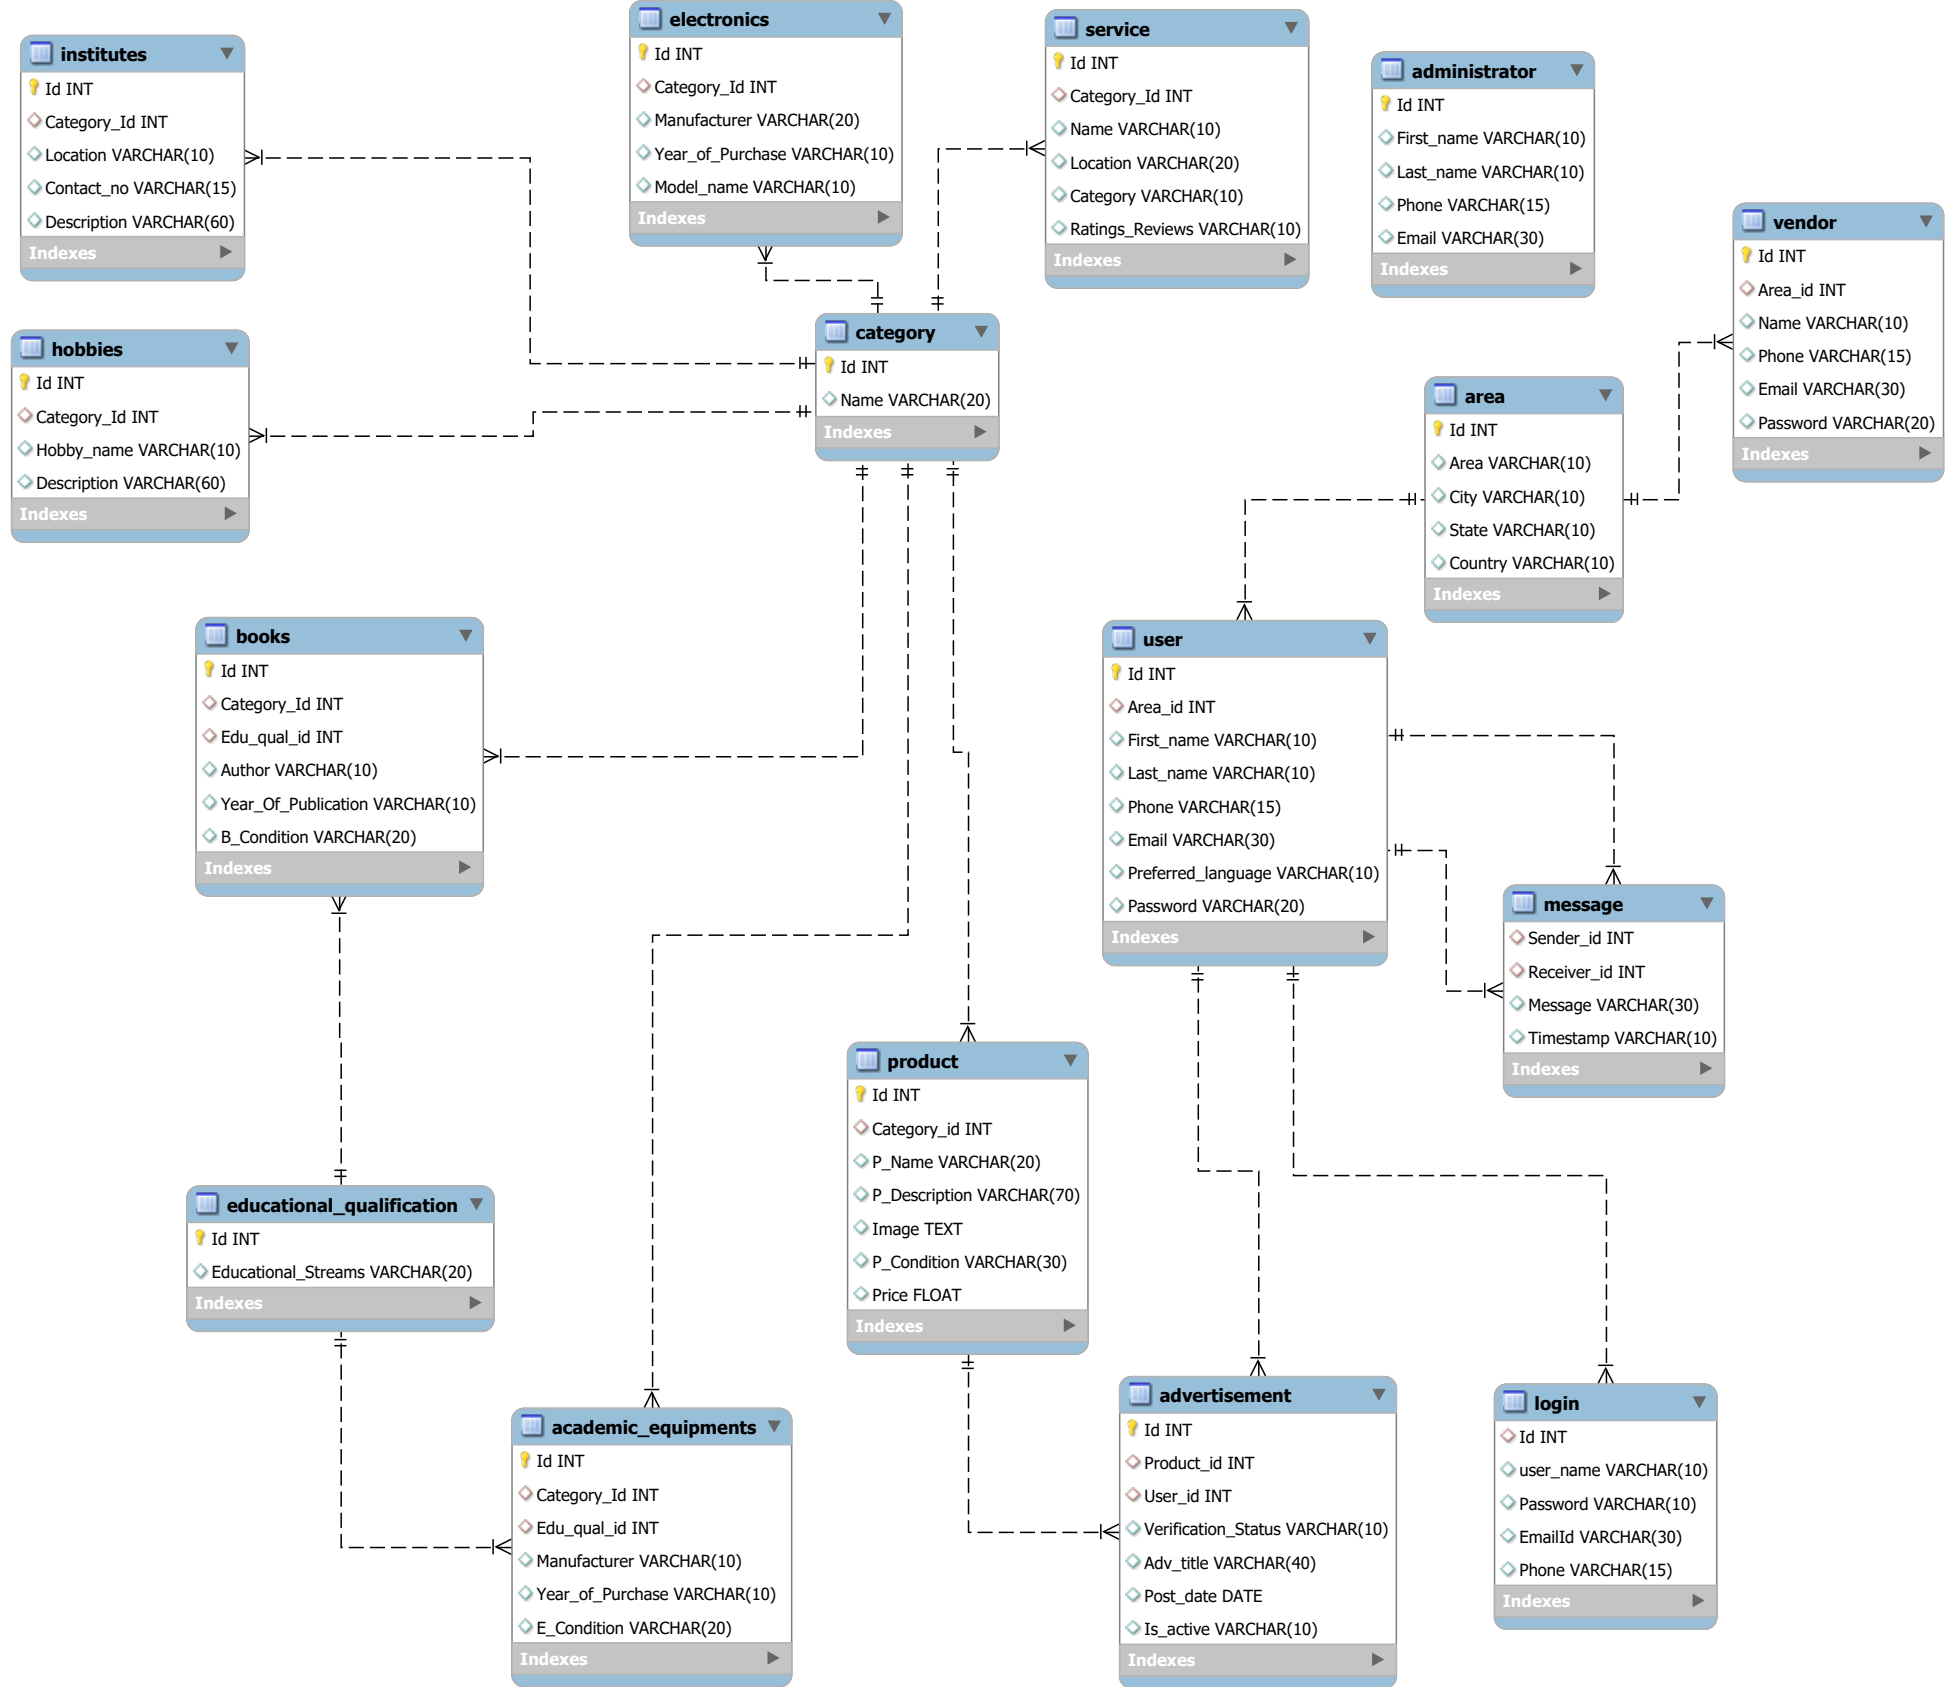 institutes
Id INT
Category_Id INT
Location VARCHAR(10)
Contact_no VARCHAR(15)
Description VARCHAR(60)
Indexes
electronics
Id INT
Category_Id INT
Manufacturer VARCHAR(20)
Year_of_Purchase VARCHAR(10)
Model_name VARCHAR(10)
Indexes
service
Id INT
Category_Id INT
Name VARCHAR(10)
Location VARCHAR(20)
Category VARCHAR(10)
Ratings_Reviews VARCHAR(10)
Indexes
administrator
Id INT
First_name VARCHAR(10)
Last_name VARCHAR(10)
Phone VARCHAR(15)
Email VARCHAR(30)
Indexes
vendor
Id INT
Area_id INT
Name VARCHAR(10)
Phone VARCHAR(15)
Email VARCHAR(30)
Password VARCHAR(20)
Indexes
hobbies
Id INT
Category_Id INT
Hobby_name VARCHAR(10)
Description VARCHAR(60)
Indexes
category
Id INT
Name VARCHAR(20)
Indexes
area
Id INT
Area VARCHAR(10)
City VARCHAR(10)
State VARCHAR(10)
Country VARCHAR(10)
Indexes
books
Id INT
Category_Id INT
Edu_qual_id INT
Author VARCHAR(10)
Year_Of_Publication VARCHAR(10)
B_Condition VARCHAR(20)
Indexes
user
Id INT
Area_id INT
First_name VARCHAR(10)
Last_name VARCHAR(10)
Phone VARCHAR(15)
Email VARCHAR(30)
Preferred_language VARCHAR(10)
Password VARCHAR(20)
Indexes
message
Sender_id INT
Receiver_id INT
Message VARCHAR(30)
Timestamp VARCHAR(10)
Indexes
product
Id INT
Category_id INT
P_Name VARCHAR(20)
P_Description VARCHAR(70)
Image TEXT
P_Condition VARCHAR(30)
Price FLOAT
Indexes
educational_qualification
Id INT
Educational_Streams VARCHAR(20)
Indexes
academic_equipments
Id INT
Category_Id INT
Edu_qual_id INT
Manufacturer VARCHAR(10)
Year_of_Purchase VARCHAR(10)
E_Condition VARCHAR(20)
Indexes
advertisement
Id INT
Product_id INT
User_id INT
Verification_Status VARCHAR(10)
Adv_title VARCHAR(40)
Post_date DATE
Is_active VARCHAR(10)
Indexes
login
Id INT
user_name VARCHAR(10)
Password VARCHAR(10)
EmailId VARCHAR(30)
Phone VARCHAR(15)
Indexes